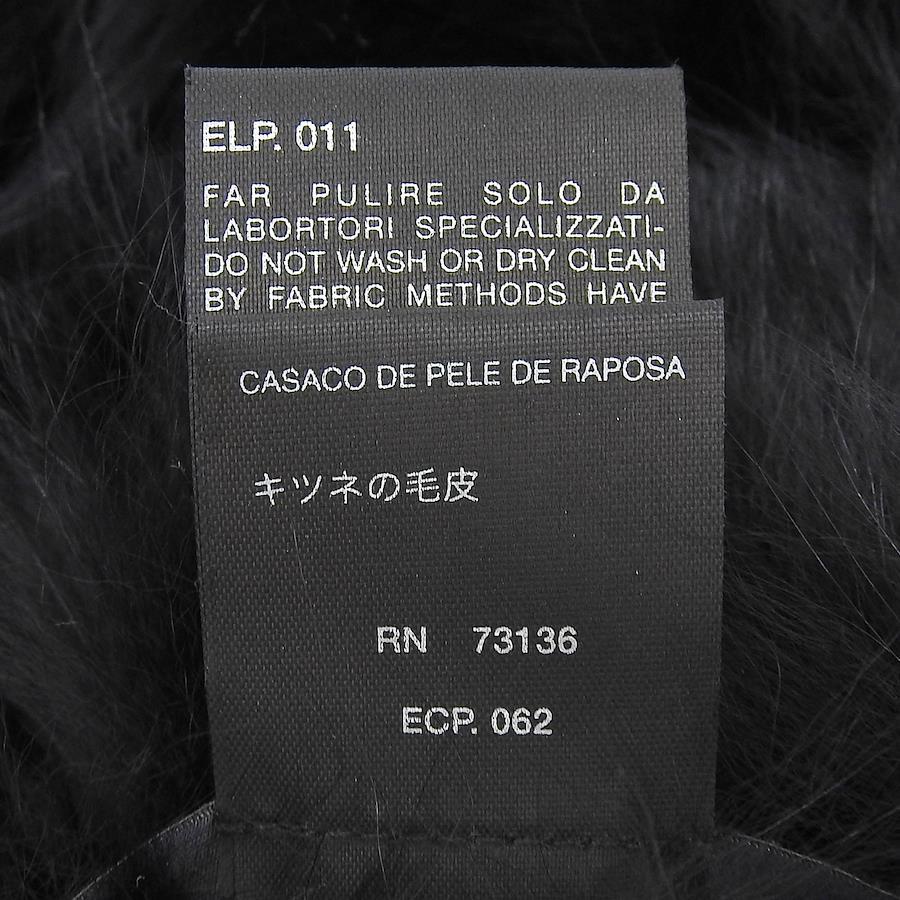 ELP. 011
FAR PULIRE SOLO DA
LABORTORI SPECIALIZZATI-
DO NOT WASH OR DRY CLEAN
BY FABRIC METHODS HAVE
CASACO DE PELE DE RAPOSA
キツネの毛皮
RN 73136
ECP. 062